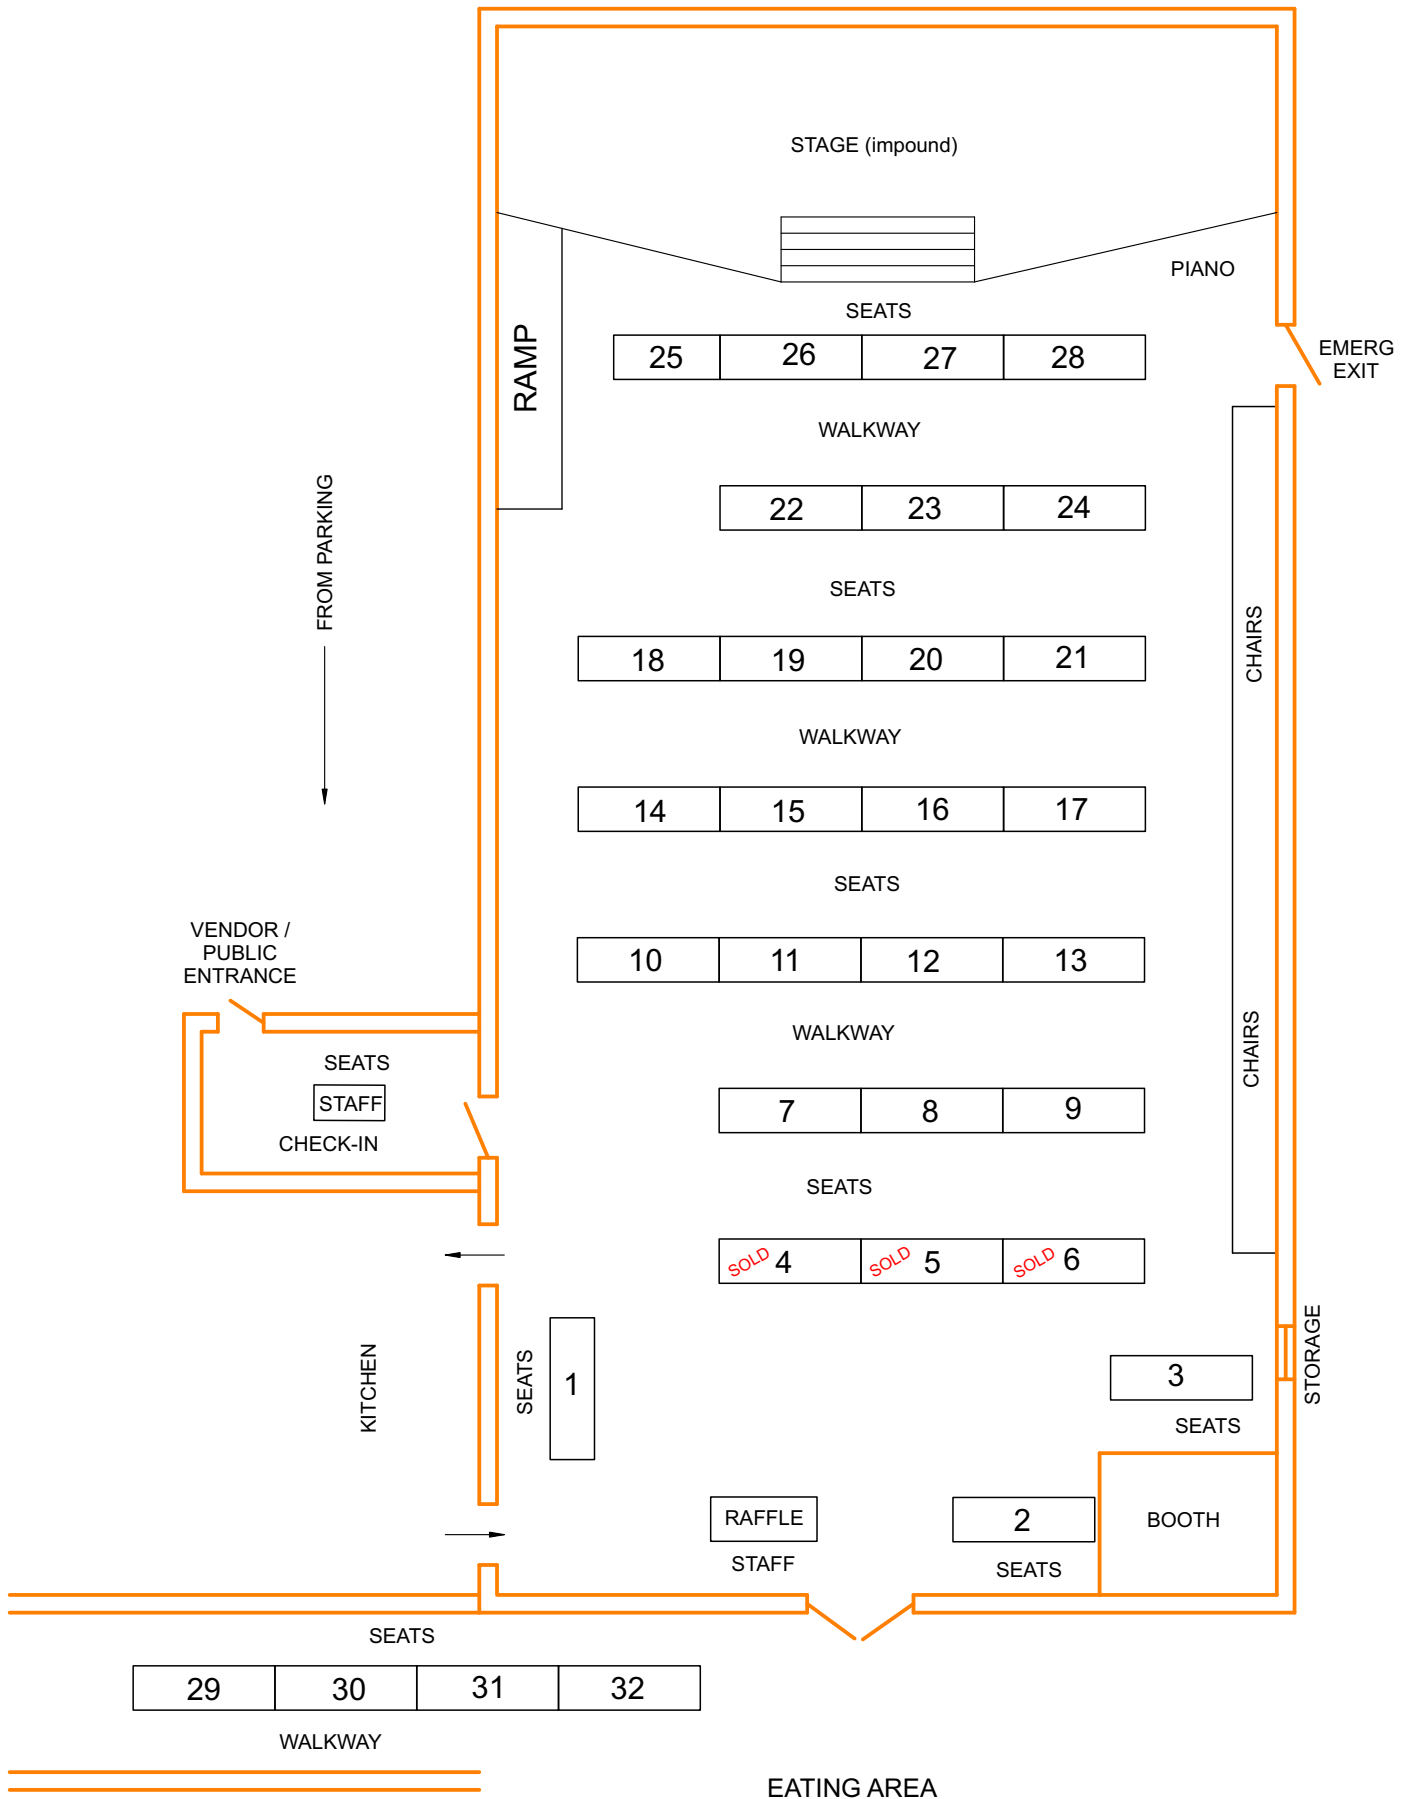 STAGE (impound)
PIANO
SEATS
RAMP
25 26 27 28
EMERG
EXIT
WALKWAY
FROM PARKING
22 23 24
SEATS
CHAIRS
18 19 20 21
WALKWAY
14 15 16 17
SEATS
VENDOR /
PUBLIC
ENTRANCE
10 11 12 13
WALKWAY
CHAIRS
SEATS
STAFF
CHECK-IN
7 8 9
SEATS
SOLD 4 SOLD 5 SOLD 6
STORAGE
KITCHEN
SEATS
1
3
SEATS
RAFFLE
STAFF
2
SEATS
BOOTH
SEATS
29 30 31 32
WALKWAY
EATING AREA